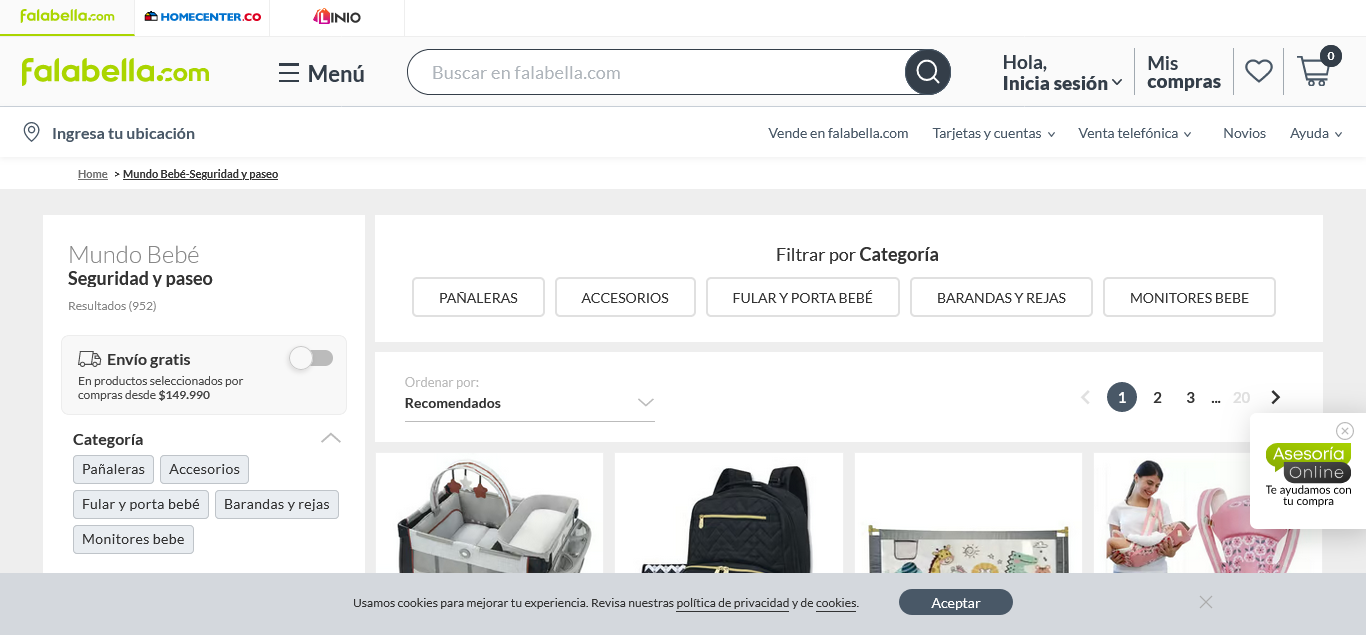 falabella.com
HOMECENTER.CO
LINIO
falabella.com
Menú
Buscar en falabella.com
Hola,
Inicia sesión
Mis
compras
0
Ingresa tu ubicación
Vende en falabella.com
Tarjetas y cuentas
Venta telefónica
Novios
Ayuda
Home > Mundo Bebé-Seguridad y paseo
Mundo Bebé
Seguridad y paseo
Resultados (952)
Envío gratis
En productos seleccionados por
compras desde $149.990
Categoría
Pañaleras
Accesorios
Fular y porta bebé
Barandas y rejas
Monitores bebe
Filtrar por Categoría
PAÑALERAS
ACCESORIOS
FULAR Y PORTA BEBÉ
BARANDAS Y REJAS
MONITORES BEBE
Ordenar por:
Recomendados
1 2 3 ... 20
Asesoría
Online
Te ayudamos con
tu compra
Usamos cookies para mejorar tu experiencia. Revisa nuestras política de privacidad y de cookies.
Aceptar